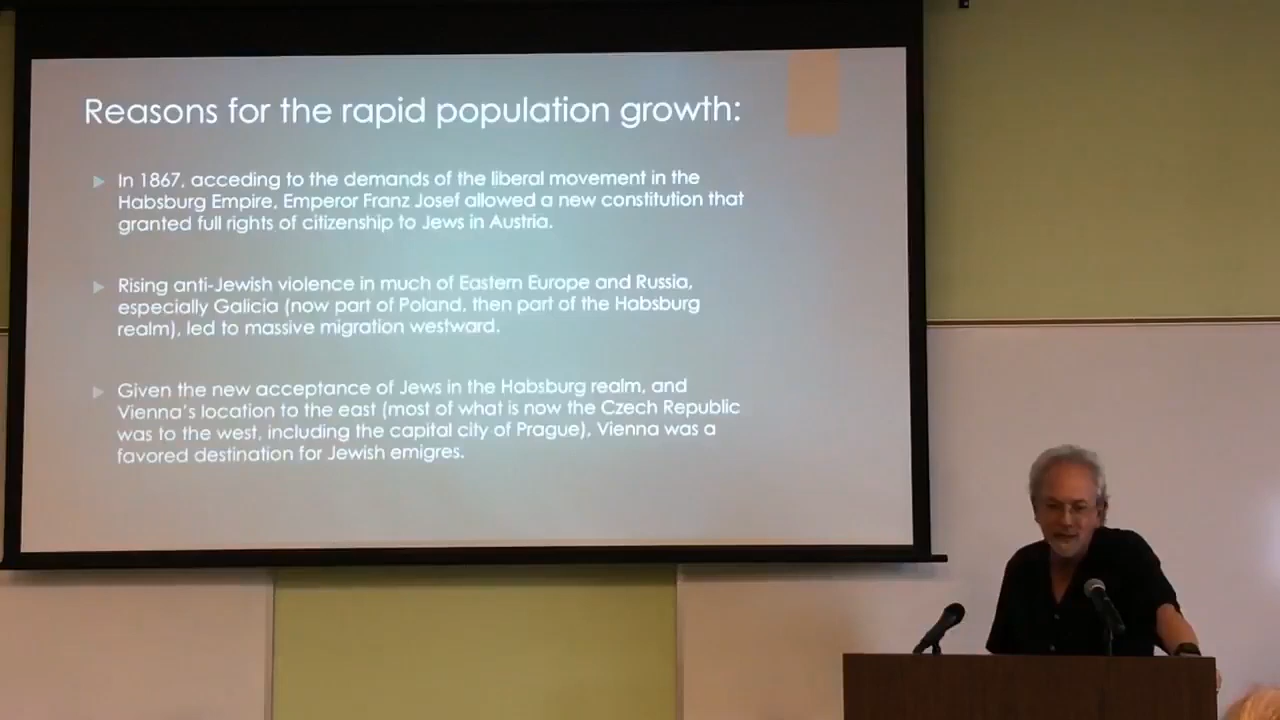 Reasons for the rapid population growth:
In 1867, acceding to the demands of the liberal movement in the
Habsburg Empire, Emperor Franz Josef allowed a new constitution that
granted full rights of citizenship to Jews in Austria.
Rising anti-Jewish violence in much of Eastern Europe and Russia,
especially Galicia (now part of Poland, then part of the Habsburg
realm), led to massive migration westward.
Given the new acceptance of Jews in the Habsburg realm, and
Vienna's location to the east (most of what is now the Czech Republic
was to the west, including the capital city of Prague), Vienna was a
favored destination for Jewish emigres.